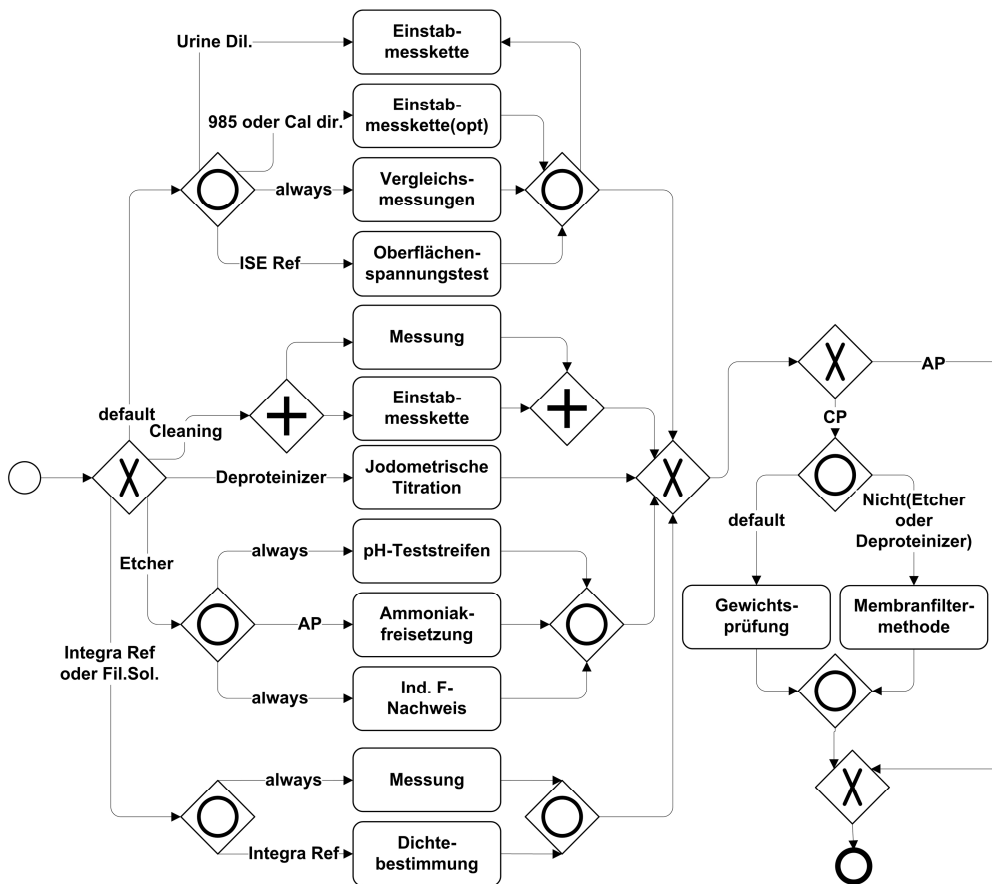 Urine Dil.
Einstab-
messkette
985 oder Cal dir.
Einstab-
messkette(opt)
always
Vergleichs-
messungen
ISE Ref
Oberflächen-
spannungstest
Messung
default
Cleaning
Einstab-
messkette
AP
CP
Deproteinizer
Jodometrische
Titration
default
Nicht(Etcher
oder
Deproteinizer)
Etcher
always
pH-Teststreifen
AP
Ammoniak-
freisetzung
Gewichts-
prüfung
Membranfilter-
methode
Integra Ref
oder Fil.Sol.
always
Ind. F-
Nachweis
always
Messung
Integra Ref
Dichte-
bestimmung